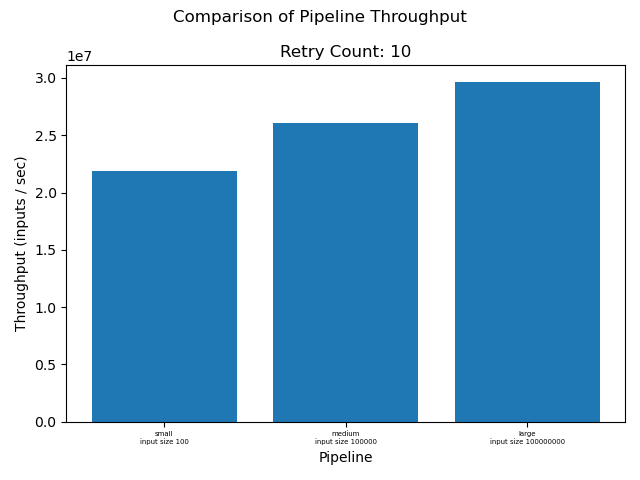 Comparison of Pipeline Throughput
Retry Count: 10
1e7
3.0
2.5
2.0
1.5
1.0
0.5
0.0
Throughput (inputs / sec)
small
input size 100
medium
input size 100000
large
input size 100000000
Pipeline